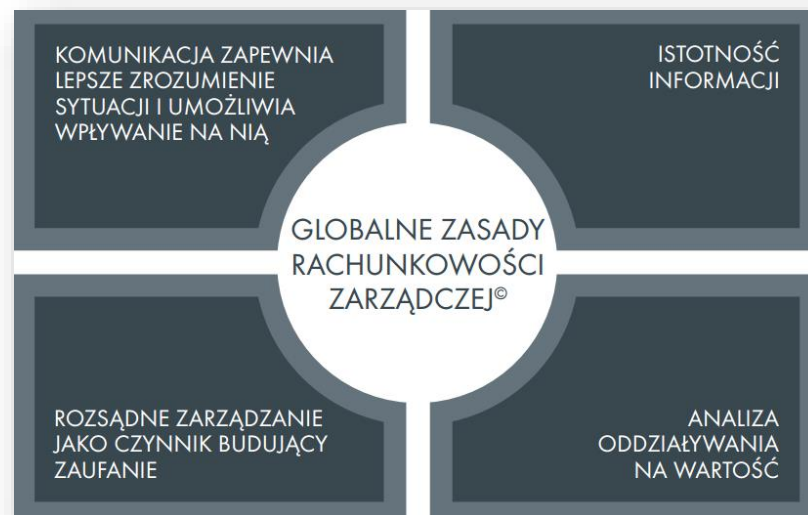 KOMUNIKACJA ZAPEWNIA
LEPSZE ZROZUMIENIE
SYTUACJI I UMOŻLIWIA
WPŁYWANIE NA NIĄ
ISTOTNOŚĆ
INFORMACJI
GLOBALNE ZASADY
RACHUNKOWOŚCI
ZARZĄDCZEJ©
ROZSĄDNE ZARZĄDZANIE
JAKO CZYNNIK BUDUJĄCY
ZAUFANIE
ANALIZA
ODDZIAŁYWANIA
NA WARTOŚĆ